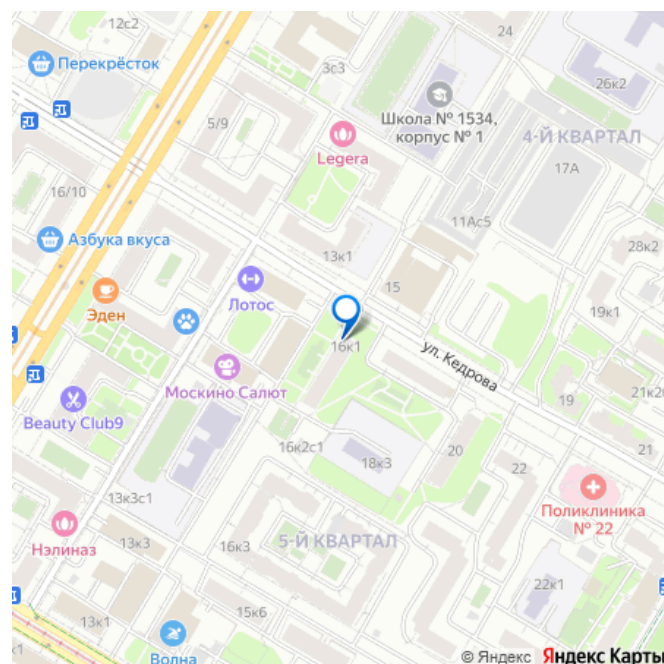 12с2
24
Перекрёсток
3с3
26к2
Школа № 1534,
корпус № 1
5/9
4-Й КВАРТАЛ
Legera
17А
16/10
11Ас5
Азбука вкуса
28к2
13к1
Лотос
15
Эден
19к1
16к1
ул. Кедрова
Москино Салют
Beauty Club9
19
21к2
16к2с1
20
21
18к3
22
13к3с1
Поликлиника
№ 22
Нэлиназ
13к3
16к3
5-Й КВАРТАЛ
22к1
15к6
13к1
Волна
© Яндекс Яндекс Карты